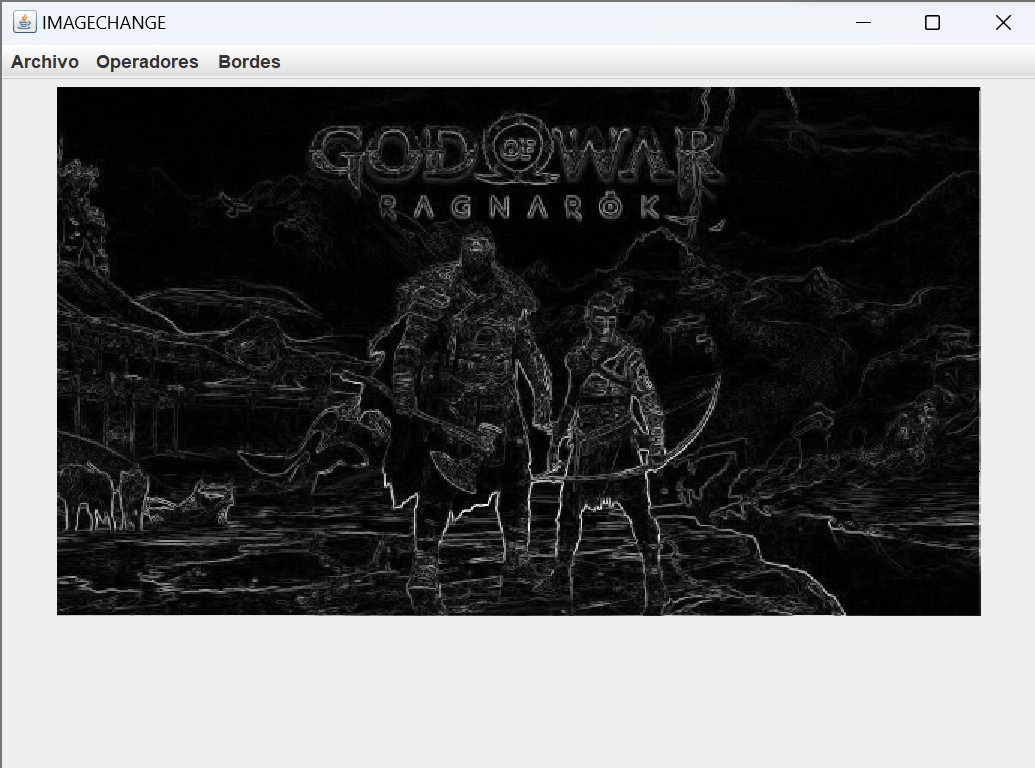 IMAGECHANGE
Archivo Operadores Bordes
GOD OF WAR
RAGNARÖK